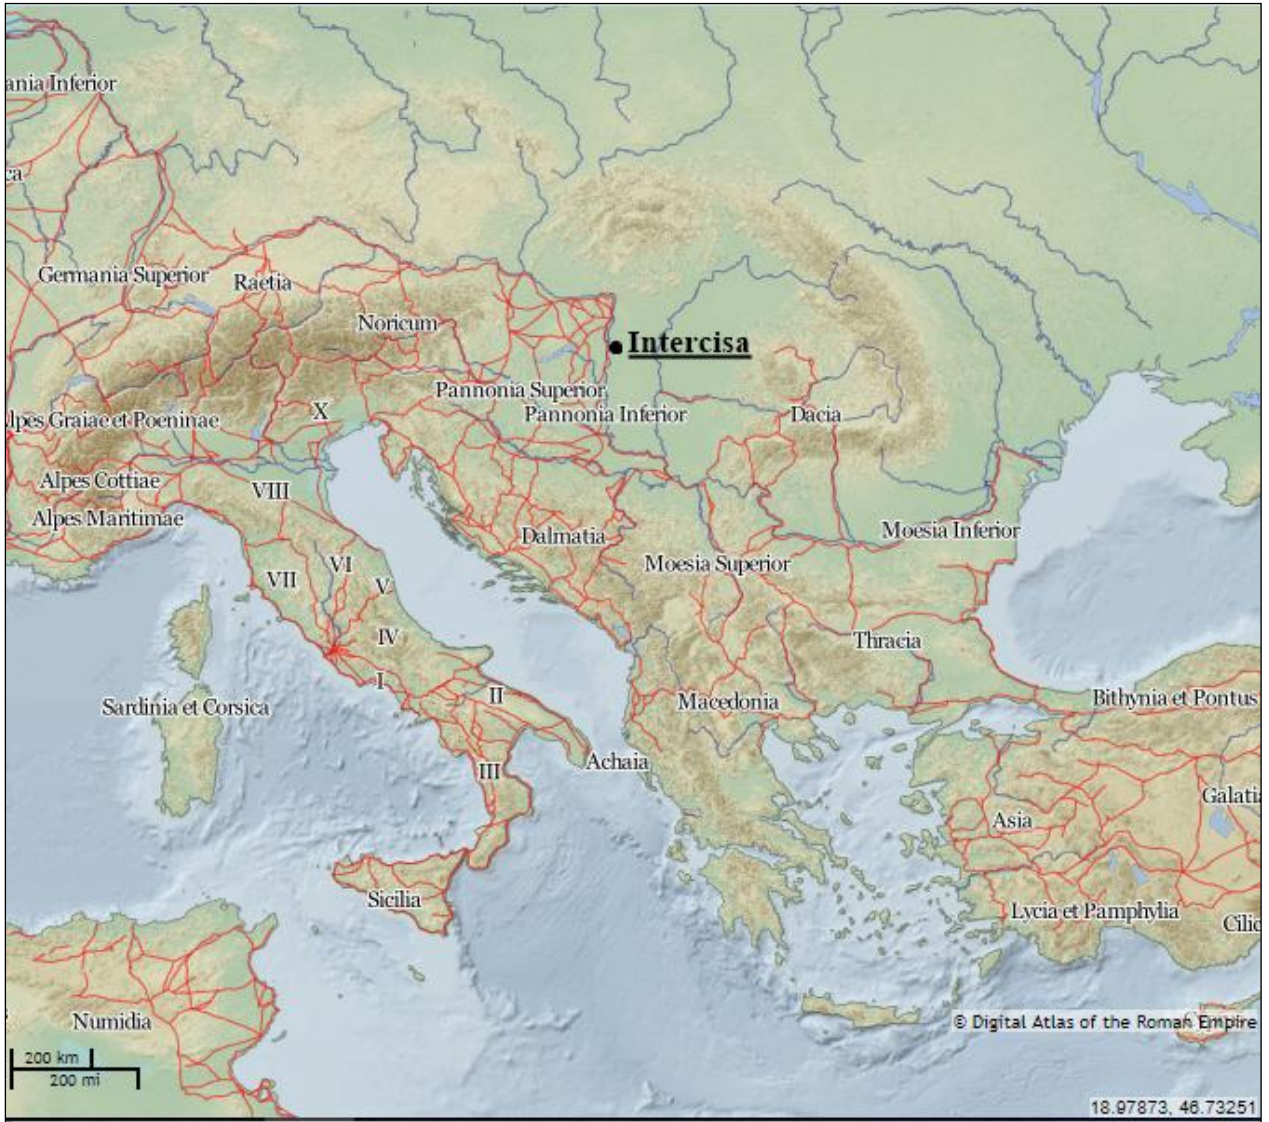 ania Inferior
ca
Germania Superior
Raetia
Noricum
Intercisa
Pannonia Superior
Pannonia Inferior
X
Dacia
lpes Graiae et Poeninae
Alpes Cottiae
VIII
Alpes Maritimae
Dalmatia
Moesia Inferior
Moesia Superior
VI
VII
V
IV
Thracia
I
II
Sardinia et Corsica
Macedonia
Bithynia et Pontus
Achaia
III
Galatia
Asia
Sicilia
Lycia et Pamphylia
Cilic
Numidia
© Digital Atlas of the Roman Empire
200 km
200 mi
18.97873, 46.73251